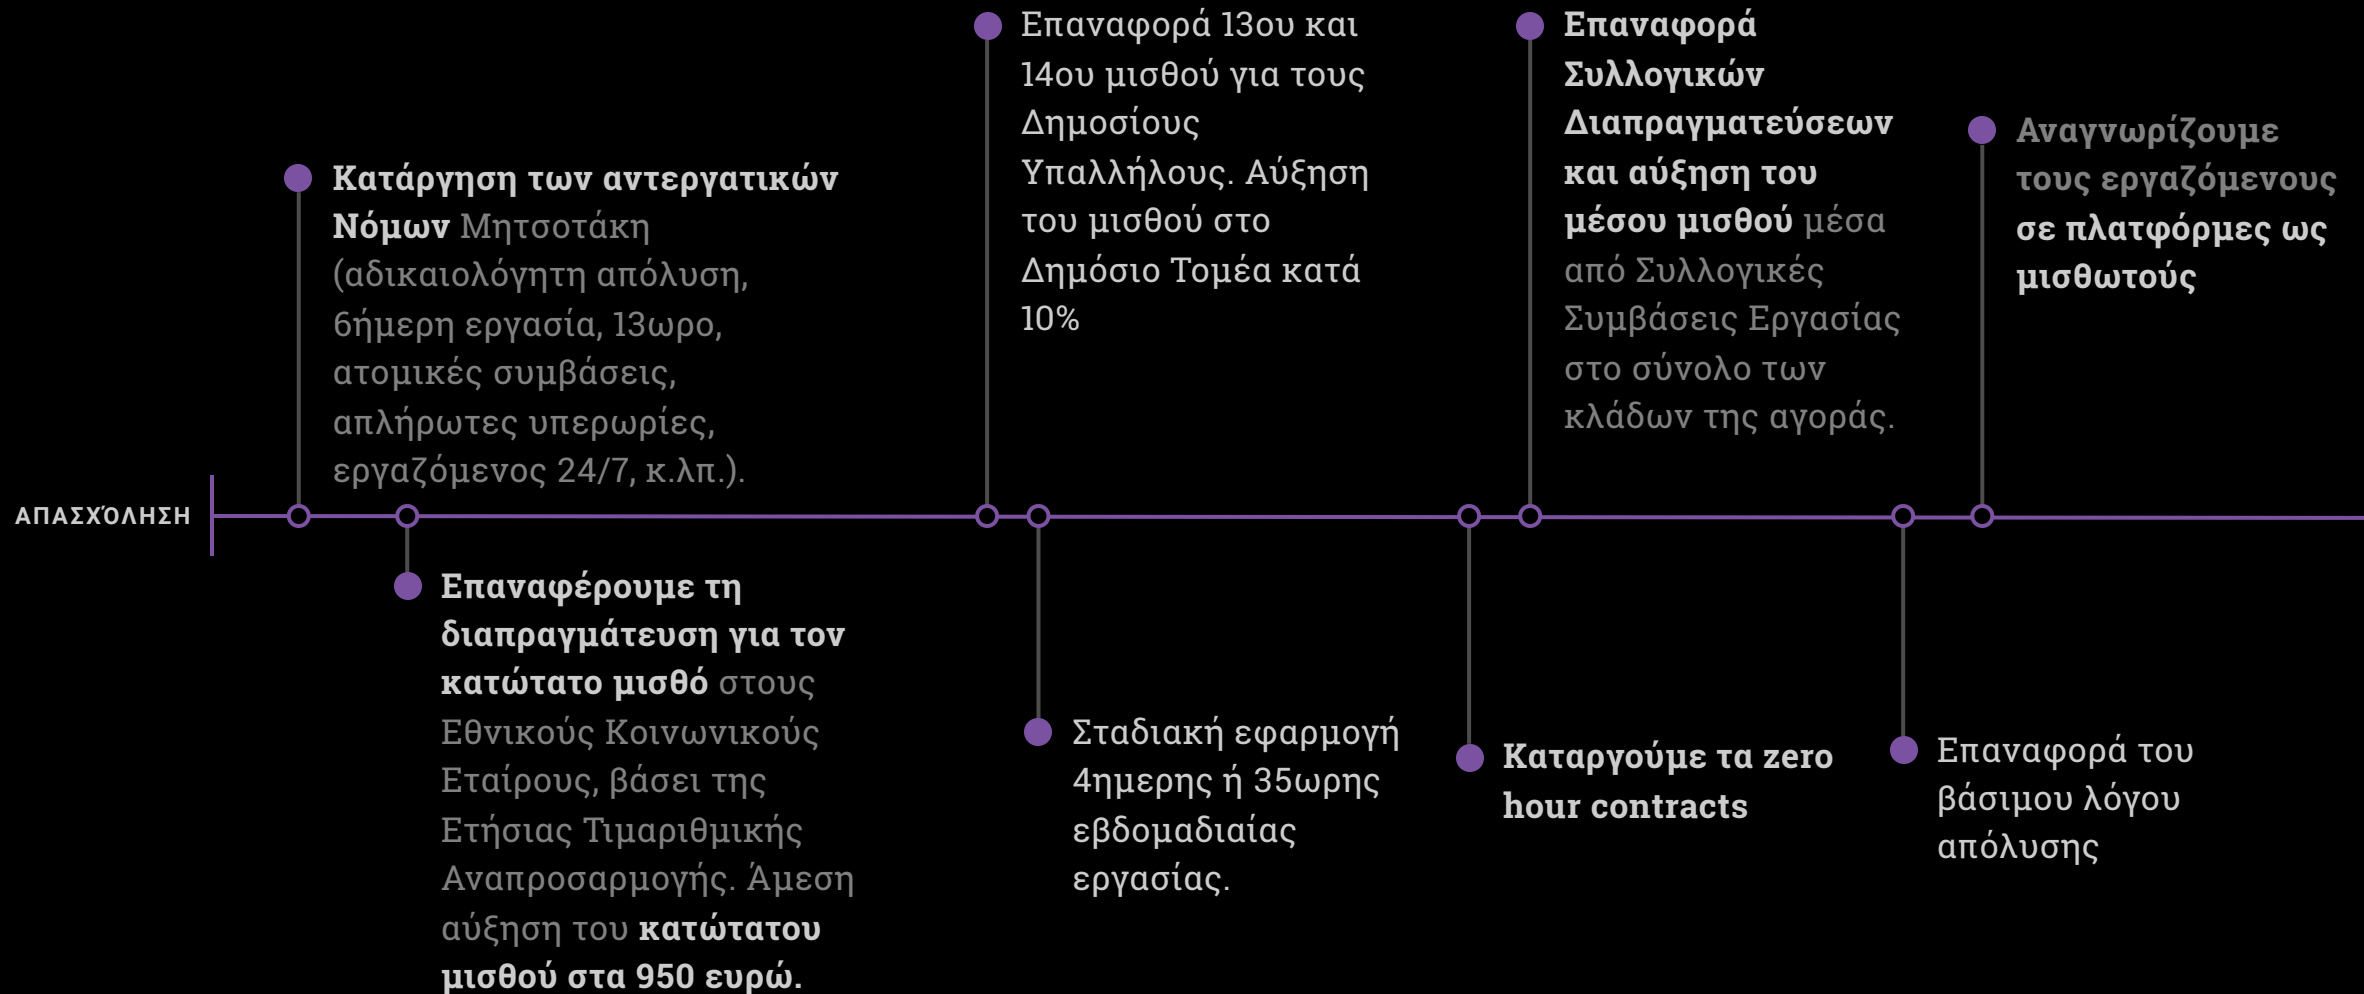 ΑΠΑΣΧΌΛΗΣΗ
Κατάργηση των αντεργατικών
Νόμων Μητσοτάκη
(αδικαιολόγητη απόλυση,
6ήμερη εργασία, 13ωρο,
ατομικές συμβάσεις,
απλήρωτες υπερωρίες,
εργαζόμενος 24/7, κ.λπ.).
Επαναφέρουμε τη
διαπραγμάτευση για τον
κατώτατο μισθό στους
Εθνικούς Κοινωνικούς
Εταίρους, βάσει της
Ετήσιας Τιμαριθμικής
Αναπροσαρμογής. Άμεση
αύξηση του κατώτατου
μισθού στα 950 ευρώ.
Επαναφορά 13ου και
14ου μισθού για τους
Δημοσίους
Υπαλλήλους. Αύξηση
του μισθού στο
Δημόσιο Τομέα κατά
10%
Σταδιακή εφαρμογή
4ημερης ή 35ωρης
εβδομαδιαίας
εργασίας.
Καταργούμε τα zero
hour contracts
Επαναφορά
Συλλογικών
Διαπραγματεύσεων
και αύξηση του
μέσου μισθού μέσα
από Συλλογικές
Συμβάσεις Εργασίας
στο σύνολο των
κλάδων της αγοράς.
Επαναφορά του
βάσιμου λόγου
απόλυσης
Αναγνωρίζουμε
τους εργαζόμενους
σε πλατφόρμες ως
μισθωτούς